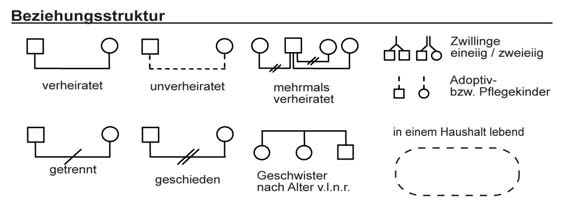 Beziehungsstruktur
verheiratet
unverheiratet
mehrmals
verheiratet
Zwillinge
eineiig / zweieiig
Adoptiv-
bzw. Pflegekinder
getrennt
geschieden
Geschwister
nach Alter v.l.n.r.
in einem Haushalt lebend